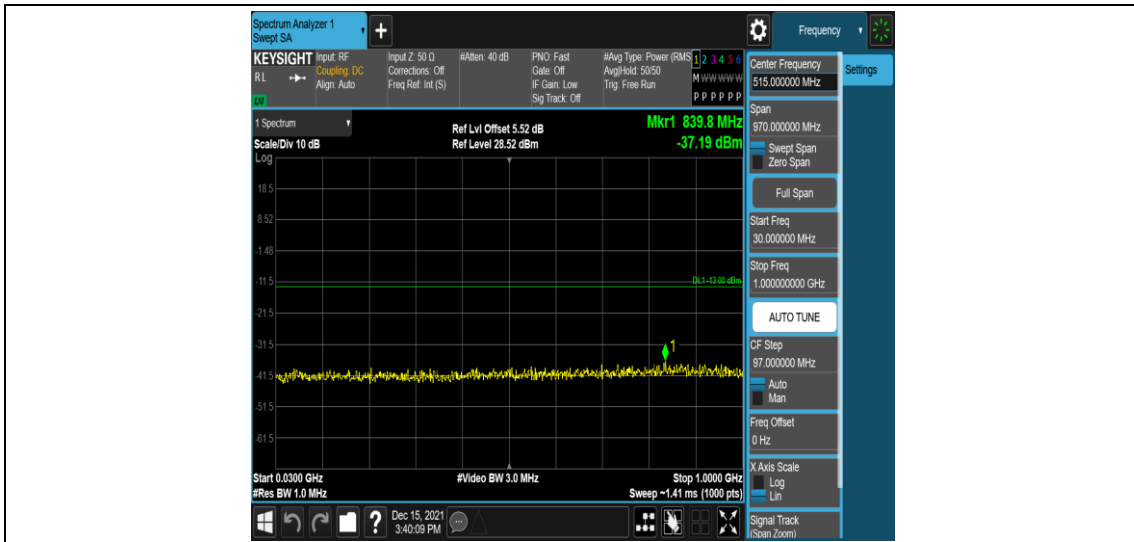 Spectrum Analyzer 1
Swept SA
+
Frequency
KEYSIGHT
RL
LXI
Input: RF
Coupling: DC
Align: Auto
Input Z: 50 Ω
Corrections: Off
Freq Ref: Int (S)
#Atten: 40 dB
PNO: Fast
Gate: Off
IF Gain: Low
Sig Track: Off
#Avg Type: Power (RMS
Avg|Hold: 50/50
Trig: Free Run
1 2 3 4 5 6
M W W W W W
P P P P P P
1 Spectrum
Scale/Div 10 dB
Log
Ref Lvl Offset 5.52 dB
Ref Level 28.52 dBm
Mkr1 839.8 MHz
-37.19 dBm
18.5
8.52
-1.48
-11.5
DL1 -13.00 dBm
-21.5
-31.5
1
-41.5
-51.5
-61.5
Start 0.0300 GHz
#Res BW 1.0 MHz
#Video BW 3.0 MHz
Stop 1.0000 GHz
Sweep ~1.41 ms (1000 pts)
?
Dec 15, 2021
3:40:09 PM
Center Frequency
515.000000 MHz
Settings
Span
970.000000 MHz
Swept Span
Zero Span
Full Span
Start Freq
30.000000 MHz
Stop Freq
1.000000000 GHz
AUTO TUNE
CF Step
97.000000 MHz
Auto
Man
Freq Offset
0 Hz
X Axis Scale
Log
Lin
Signal Track
(Span Zoom)